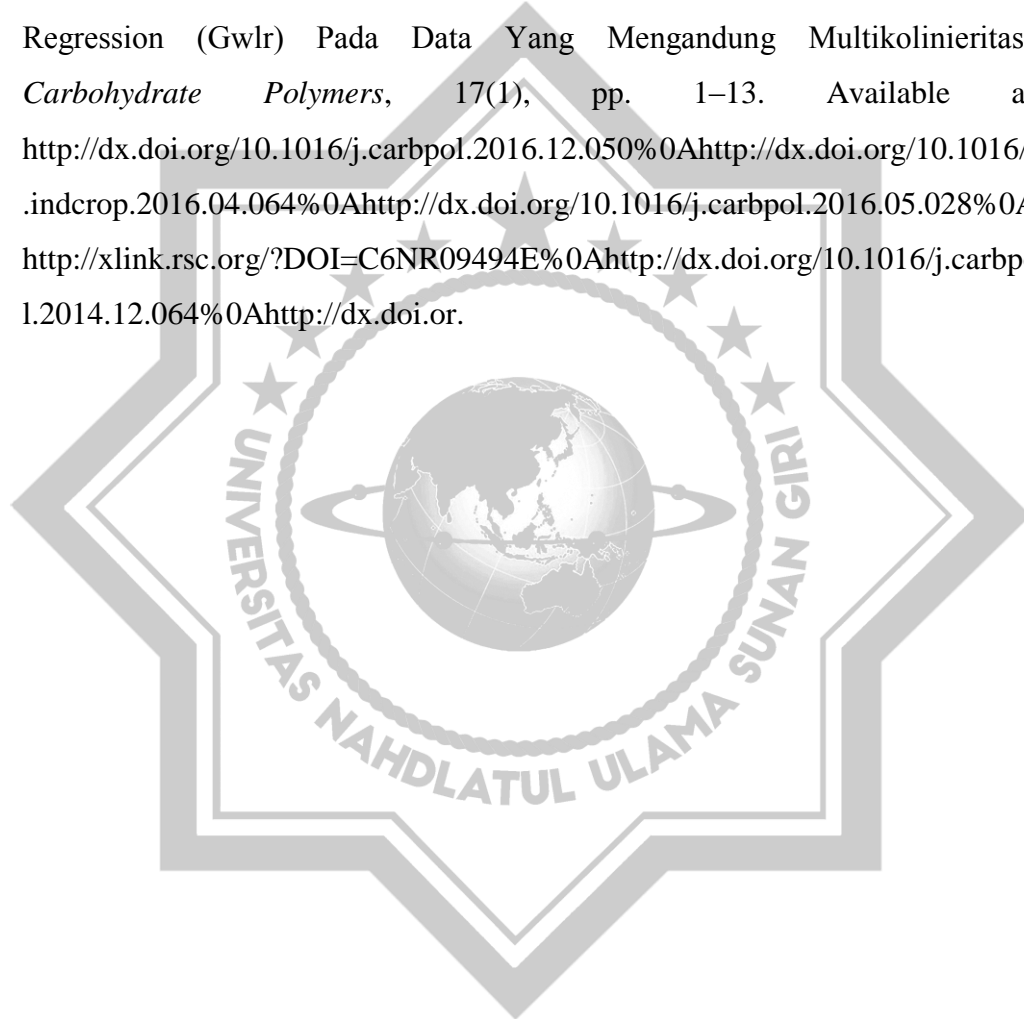 Regression (Gwlr) Pada Data Yang Mengandung Multikolinieritas
Carbohydrate Polymers, 17(1), pp. 1–13. Available a
http://dx.doi.org/10.1016/j.carbpol.2016.12.050%0Ahttp://dx.doi.org/10.1016/
.indcrop.2016.04.064%0Ahttp://dx.doi.org/10.1016/j.carbpol.2016.05.028%0A
http://xlink.rsc.org/?DOI=C6NR09494E%0Ahttp://dx.doi.org/10.1016/j.carbp
l.2014.12.064%0Ahttp://dx.doi.or.
UNIVERSITAS NAHDLATUL ULAMA SUNAN GIRI